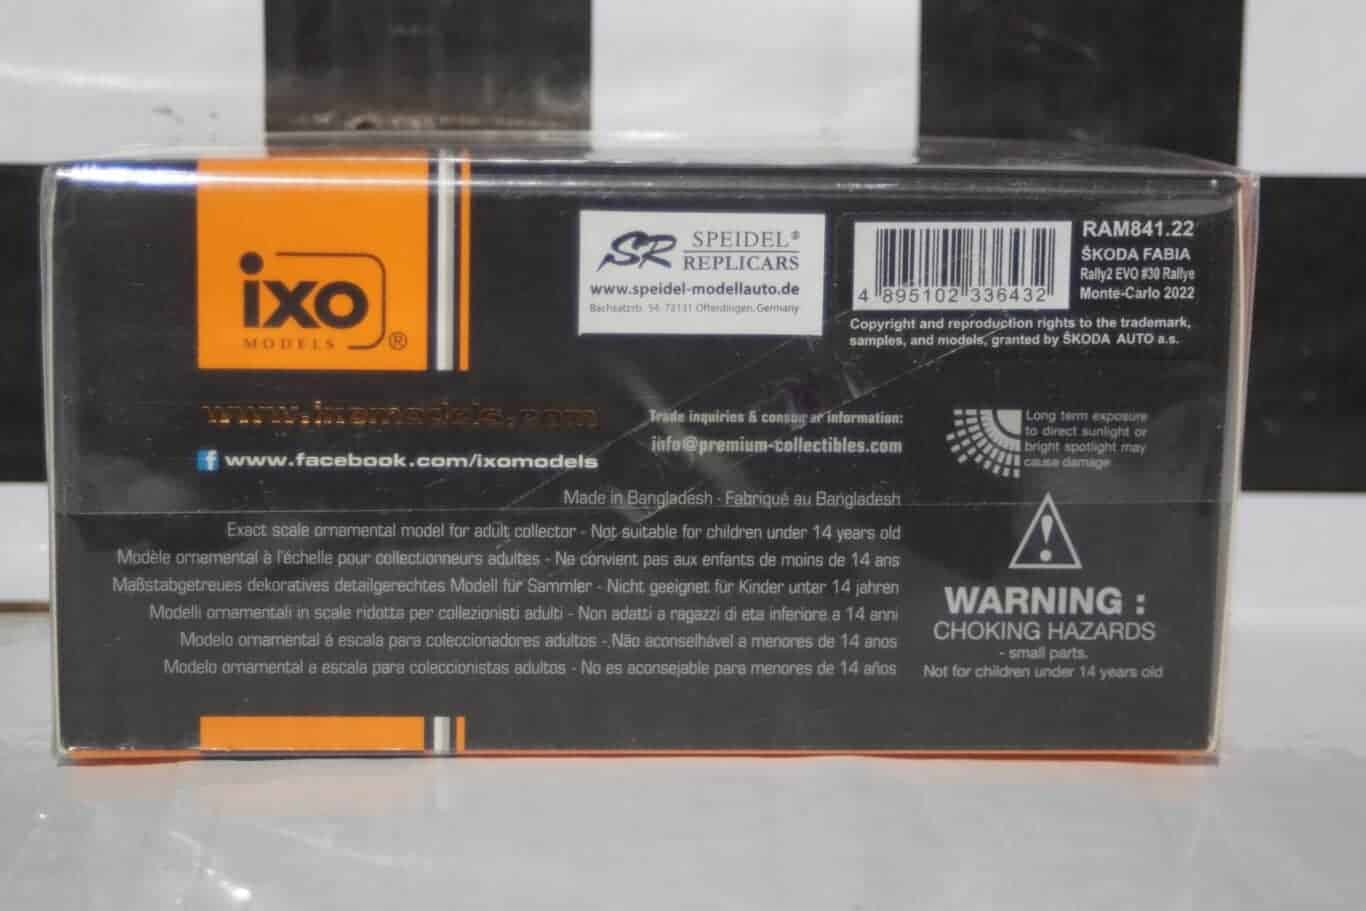 ixo
MODELS ®
SR SPEIDEL®
REPLICARS
www.speidel-modellauto.de
Bachsatzstr. 54, 72131 Ofterdingen, Germany
4 895102 336432
RAM841.22
ŠKODA FABIA
Rally2 EVO #30 Rallye
Monte-Carlo 2022
Copyright and reproduction rights to the trademark,
samples, and models, granted by ŠKODA AUTO a.s.
www.ixomodels.com
f www.facebook.com/ixomodels
Trade inquiries & consumer information:
info@premium-collectibles.com
Long term exposure
to direct sunlight or
bright spotlight may
cause damage
Made in Bangladesh - Fabriqué au Bangladesh
Exact scale ornamental model for adult collector - Not suitable for children under 14 years old
Modèle ornamental à l'échelle pour collectionneurs adultes - Ne convient pas aux enfants de moins de 14 ans
Maßstabgetreues dekoratives detailgerechtes Modell für Sammler - Nicht geeignet für Kinder unter 14 jahren
Modelli ornamentali in scale ridotta per collezionisti adulti - Non adatti a ragazzi di eta inferiore a 14 anni
Modelo ornamental á escala para coleccionadores adultos - Não aconselhável a menores de 14 anos
Modelo ornamental a escala para coleccionistas adultos - No es aconsejable para menores de 14 años
!
WARNING :
CHOKING HAZARDS
- small parts.
Not for children under 14 years old